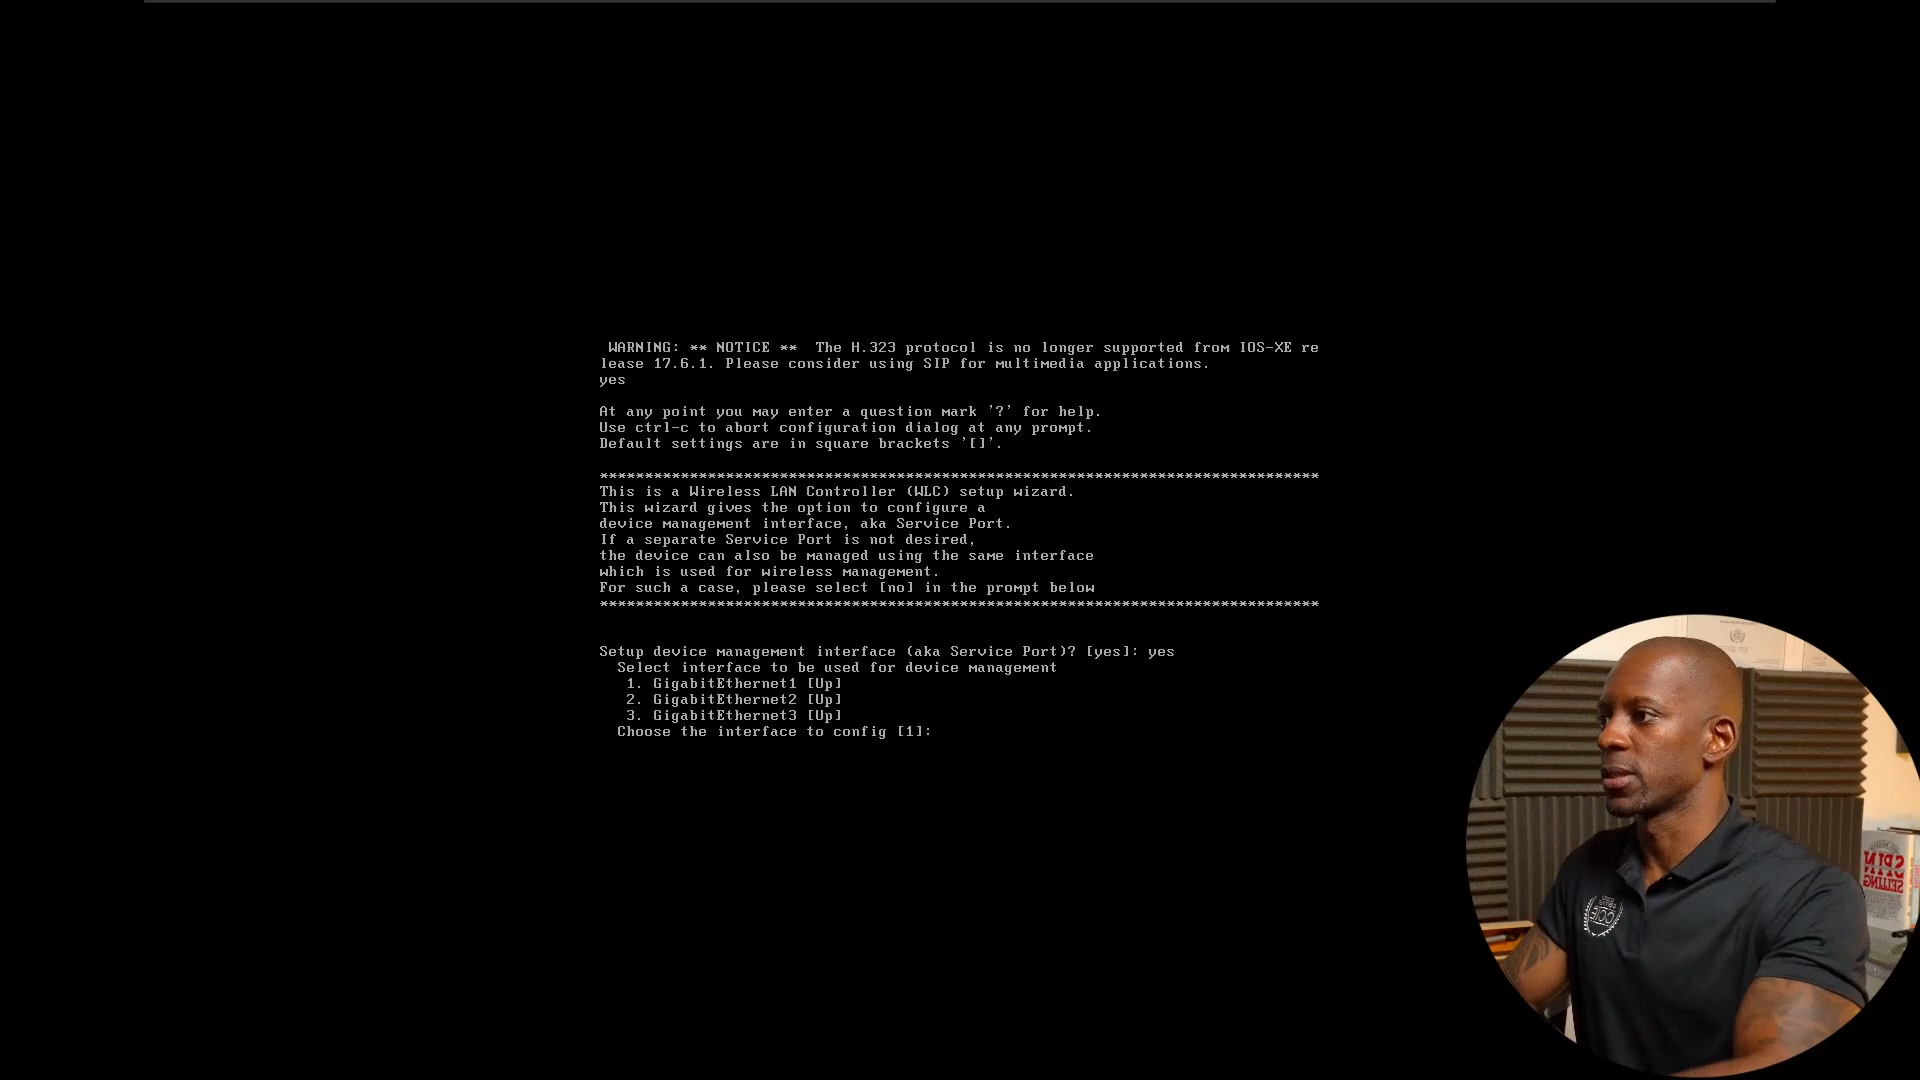 WARNING: ** NOTICE **  The H.323 protocol is no longer supported from IOS-XE re
lease 17.6.1. Please consider using SIP for multimedia applications.
yes
At any point you may enter a question mark '?' for help.
Use ctrl-c to abort configuration dialog at any prompt.
Default settings are in square brackets '[]'.
********************************************************************************
This is a Wireless LAN Controller (WLC) setup wizard.
This wizard gives the option to configure a
device management interface, aka Service Port.
If a separate Service Port is not desired,
the device can also be managed using the same interface
which is used for wireless management.
For such a case, please select [no] in the prompt below
********************************************************************************
Setup device management interface (aka Service Port)? [yes]: yes
Select interface to be used for device management
1. GigabitEthernet1 [Up]
2. GigabitEthernet2 [Up]
3. GigabitEthernet3 [Up]
Choose the interface to config [1]:
SPIN
SELLING